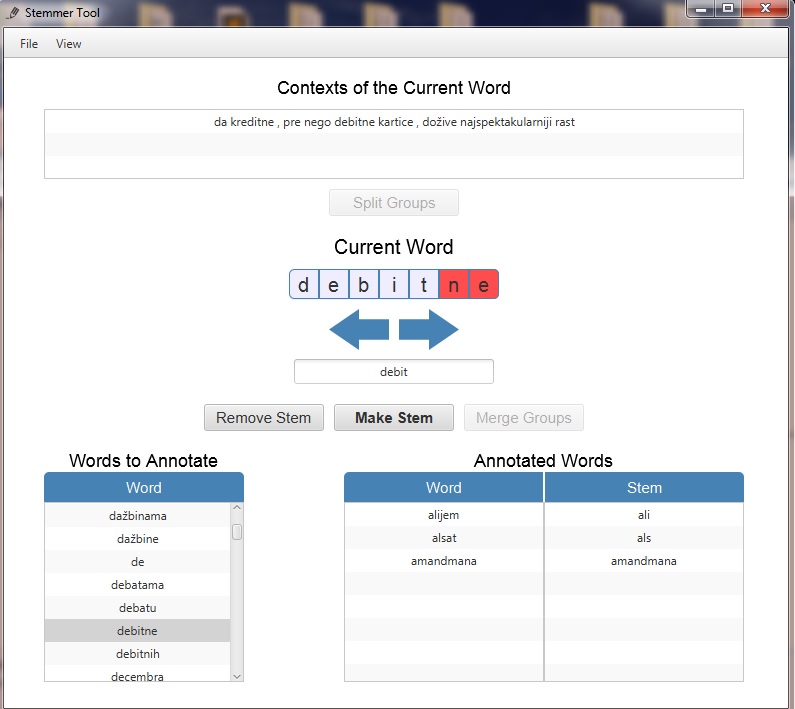 Stemmer Tool
File View
Contexts of the Current Word
da kreditne , pre nego debitne kartice , dožive najspektakularniji rast
Split Groups
Current Word
d e b i t n e
debit
Remove Stem Make Stem Merge Groups
Words to Annotate
Word
dažbinama
dažbine
de
debatama
debatu
debitne
debitnih
decembra
Annotated Words
Word Stem
alijem ali
alsat als
amandmana amandmana